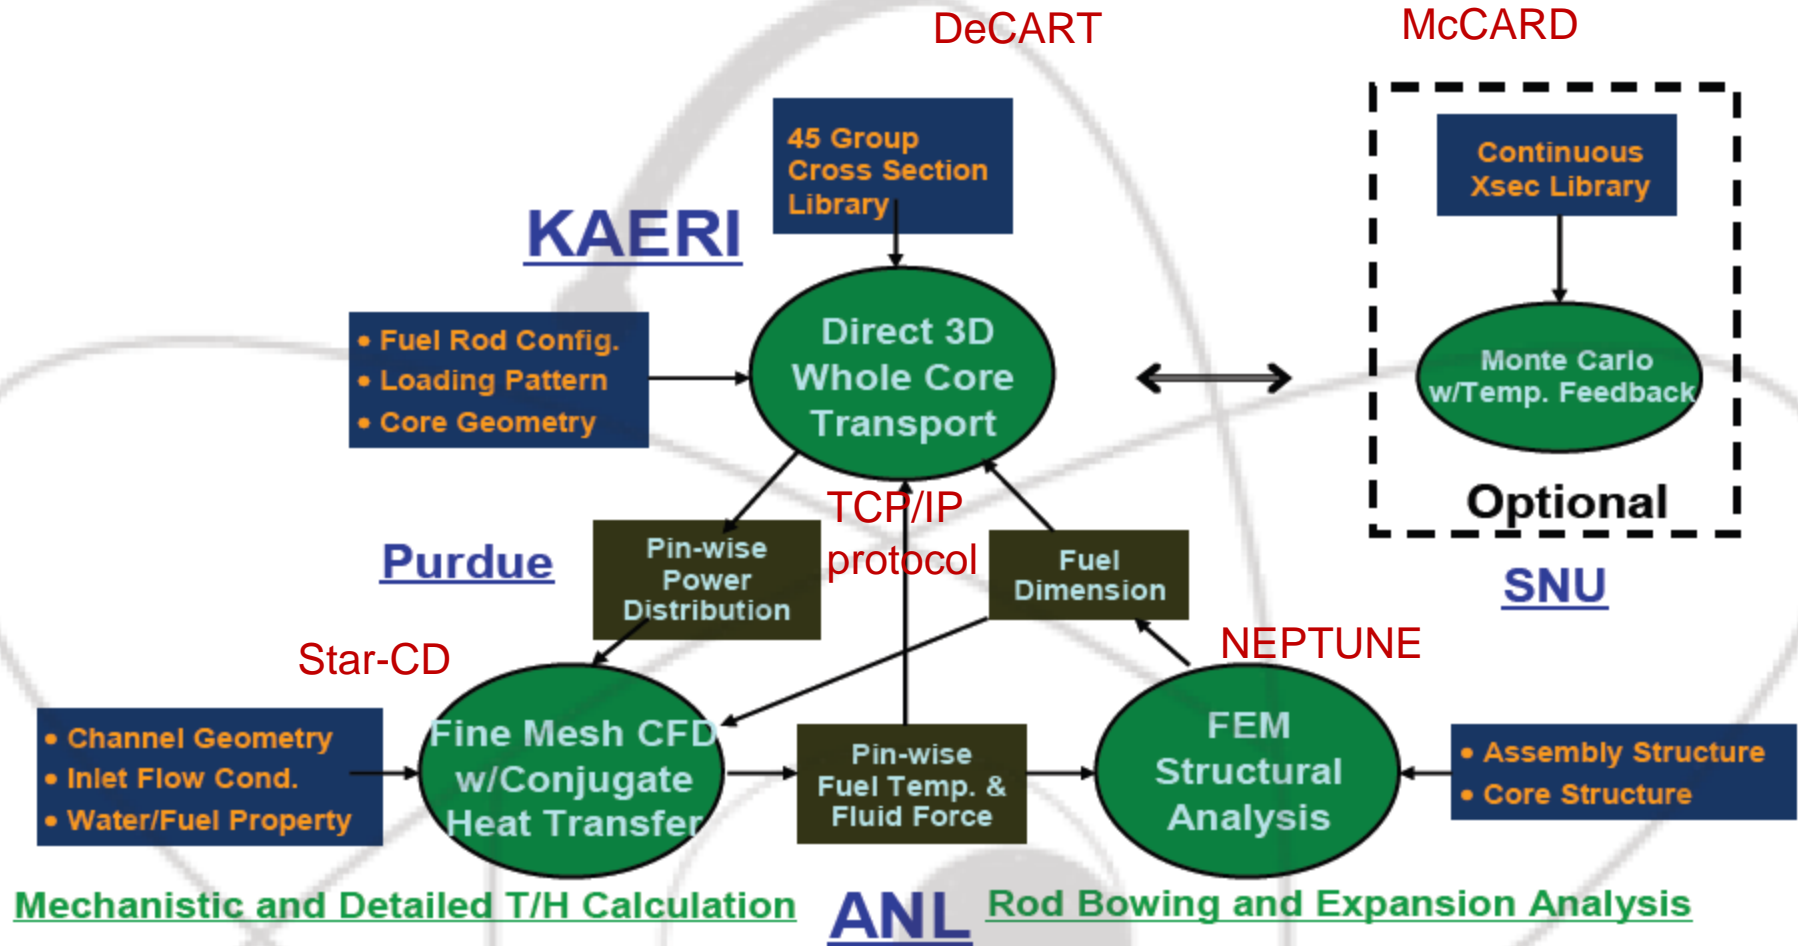 DeCART
McCARD
45 Group
Cross Section
Library
Continuous
Xsec Library
KAERI
• Fuel Rod Config.
• Loading Pattern
• Core Geometry
Direct 3D
Whole Core
Transport
Monte Carlo
w/Temp. Feedback
Optional
SNU
TCP/IP
protocol
Purdue
Pin-wise
Power
Distribution
Fuel
Dimension
Star-CD
NEPTUNE
• Channel Geometry
• Inlet Flow Cond.
• Water/Fuel Property
Fine Mesh CFD
w/Conjugate
Heat Transfer
Pin-wise
Fuel Temp. &
Fluid Force
FEM
Structural
Analysis
• Assembly Structure
• Core Structure
Mechanistic and Detailed T/H Calculation
ANL
Rod Bowing and Expansion Analysis